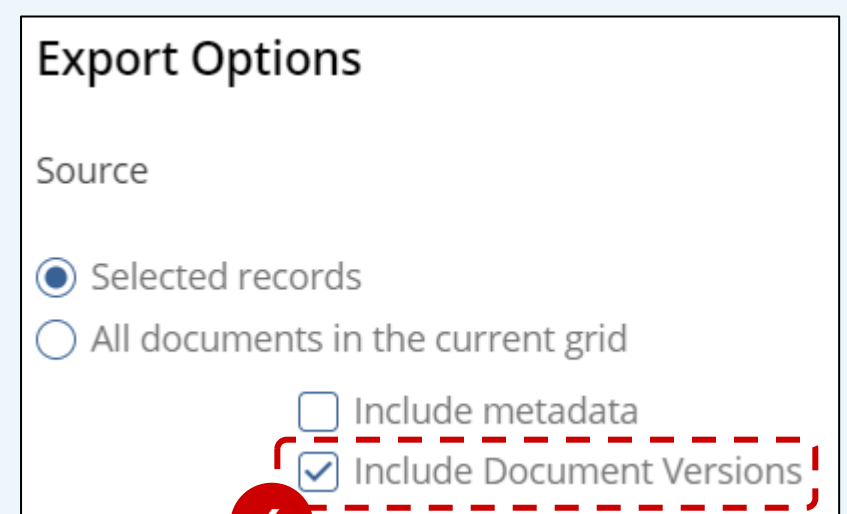 Export Options
Source
Selected records
All documents in the current grid
Include metadata
Include Document Versions